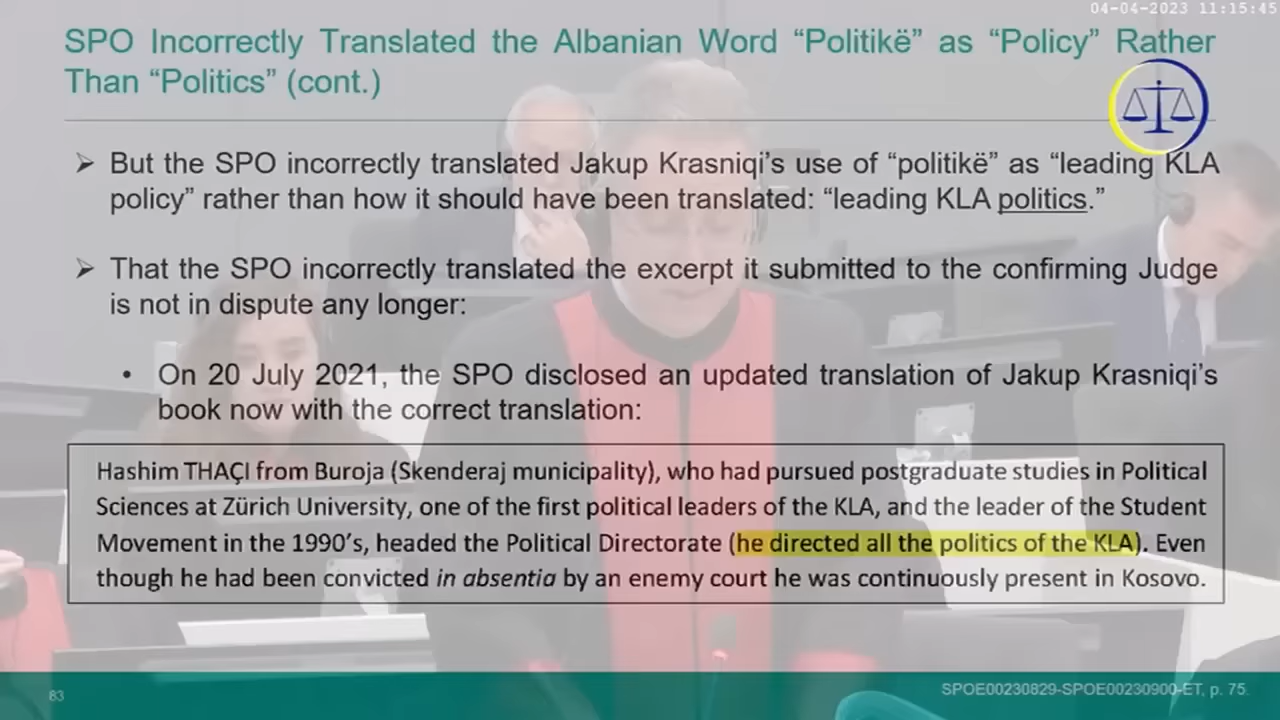 04-04-2023 11:15:45
SPO Incorrectly Translated the Albanian Word “Politikë” as “Policy” Rather
Than “Politics” (cont.)
➢ But the SPO incorrectly translated Jakup Krasniqi’s use of “politikë” as “leading KLA
policy” rather than how it should have been translated: “leading KLA politics.”
➢ That the SPO incorrectly translated the excerpt it submitted to the confirming Judge
is not in dispute any longer:
• On 20 July 2021, the SPO disclosed an updated translation of Jakup Krasniqi’s
book now with the correct translation:
Hashim THAÇI from Buroja (Skenderaj municipality), who had pursued postgraduate studies in Political
Sciences at Zürich University, one of the first political leaders of the KLA, and the leader of the Student
Movement in the 1990’s, headed the Political Directorate (he directed all the politics of the KLA). Even
though he had been convicted in absentia by an enemy court he was continuously present in Kosovo.
83
SPOE00230829-SPOE00230900-ET, p. 75.